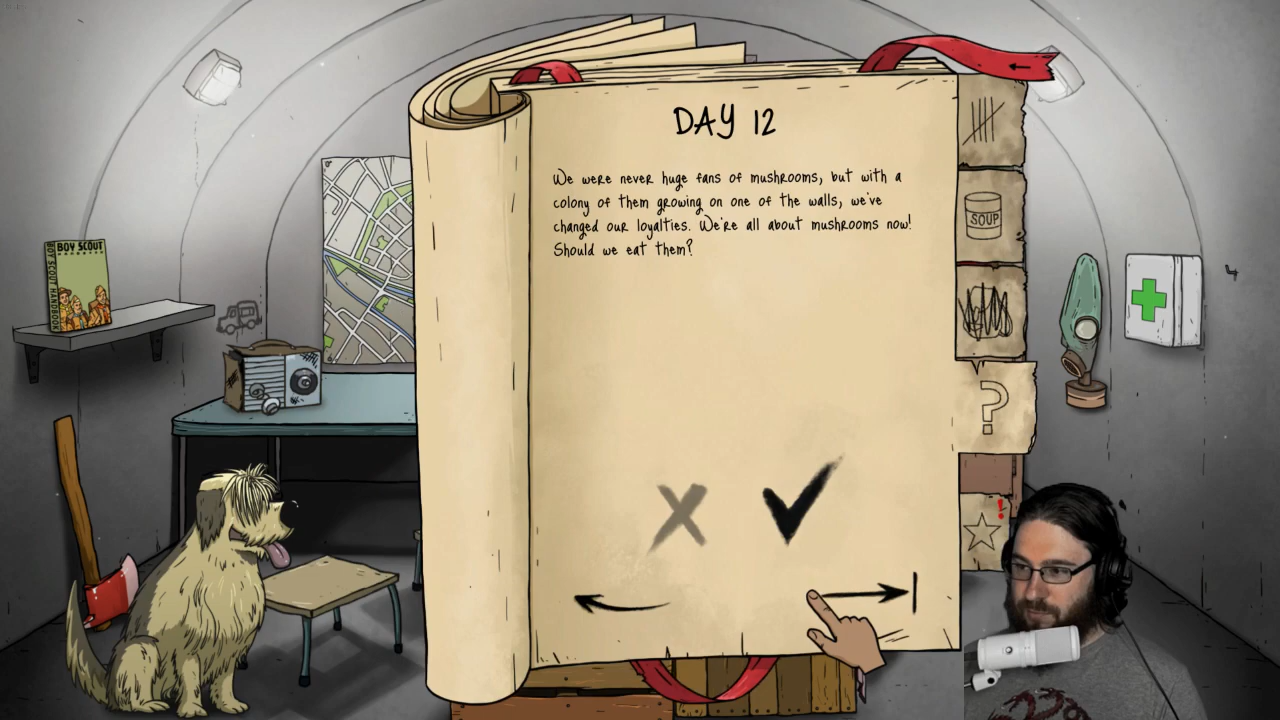 DAY 12
We were never huge fans of mushrooms, but with a
colony of them growing on one of the walls, we've
changed our loyalties. We're all about mushrooms now!
Should we eat them?
BOY SCOUT
BOY SCOUT HANDBOOK
SOUP